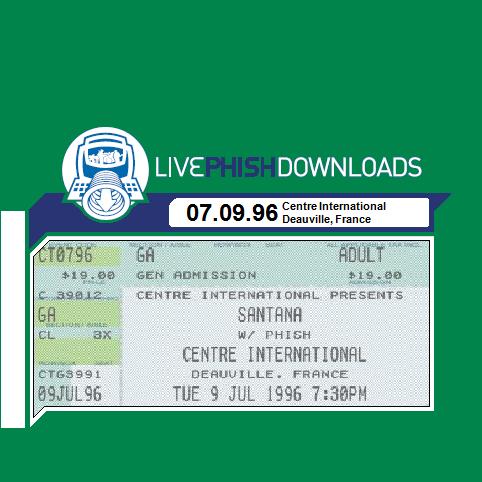 LIVEPHISHDOWNLOADS
07.09.96
Centre International
Deauville, France
CT0796 GA ADULT
$19.00 GEN ADMISSION $19.00
C 39012 CENTRE INTERNATIONAL PRESENTS
GA SANTANA
CL 3X W/ PHISH
CENTRE INTERNATIONAL
CTG3991 DEAUVILLE. FRANCE
09JUL96 TUE 9 JUL 1996 7:30PM